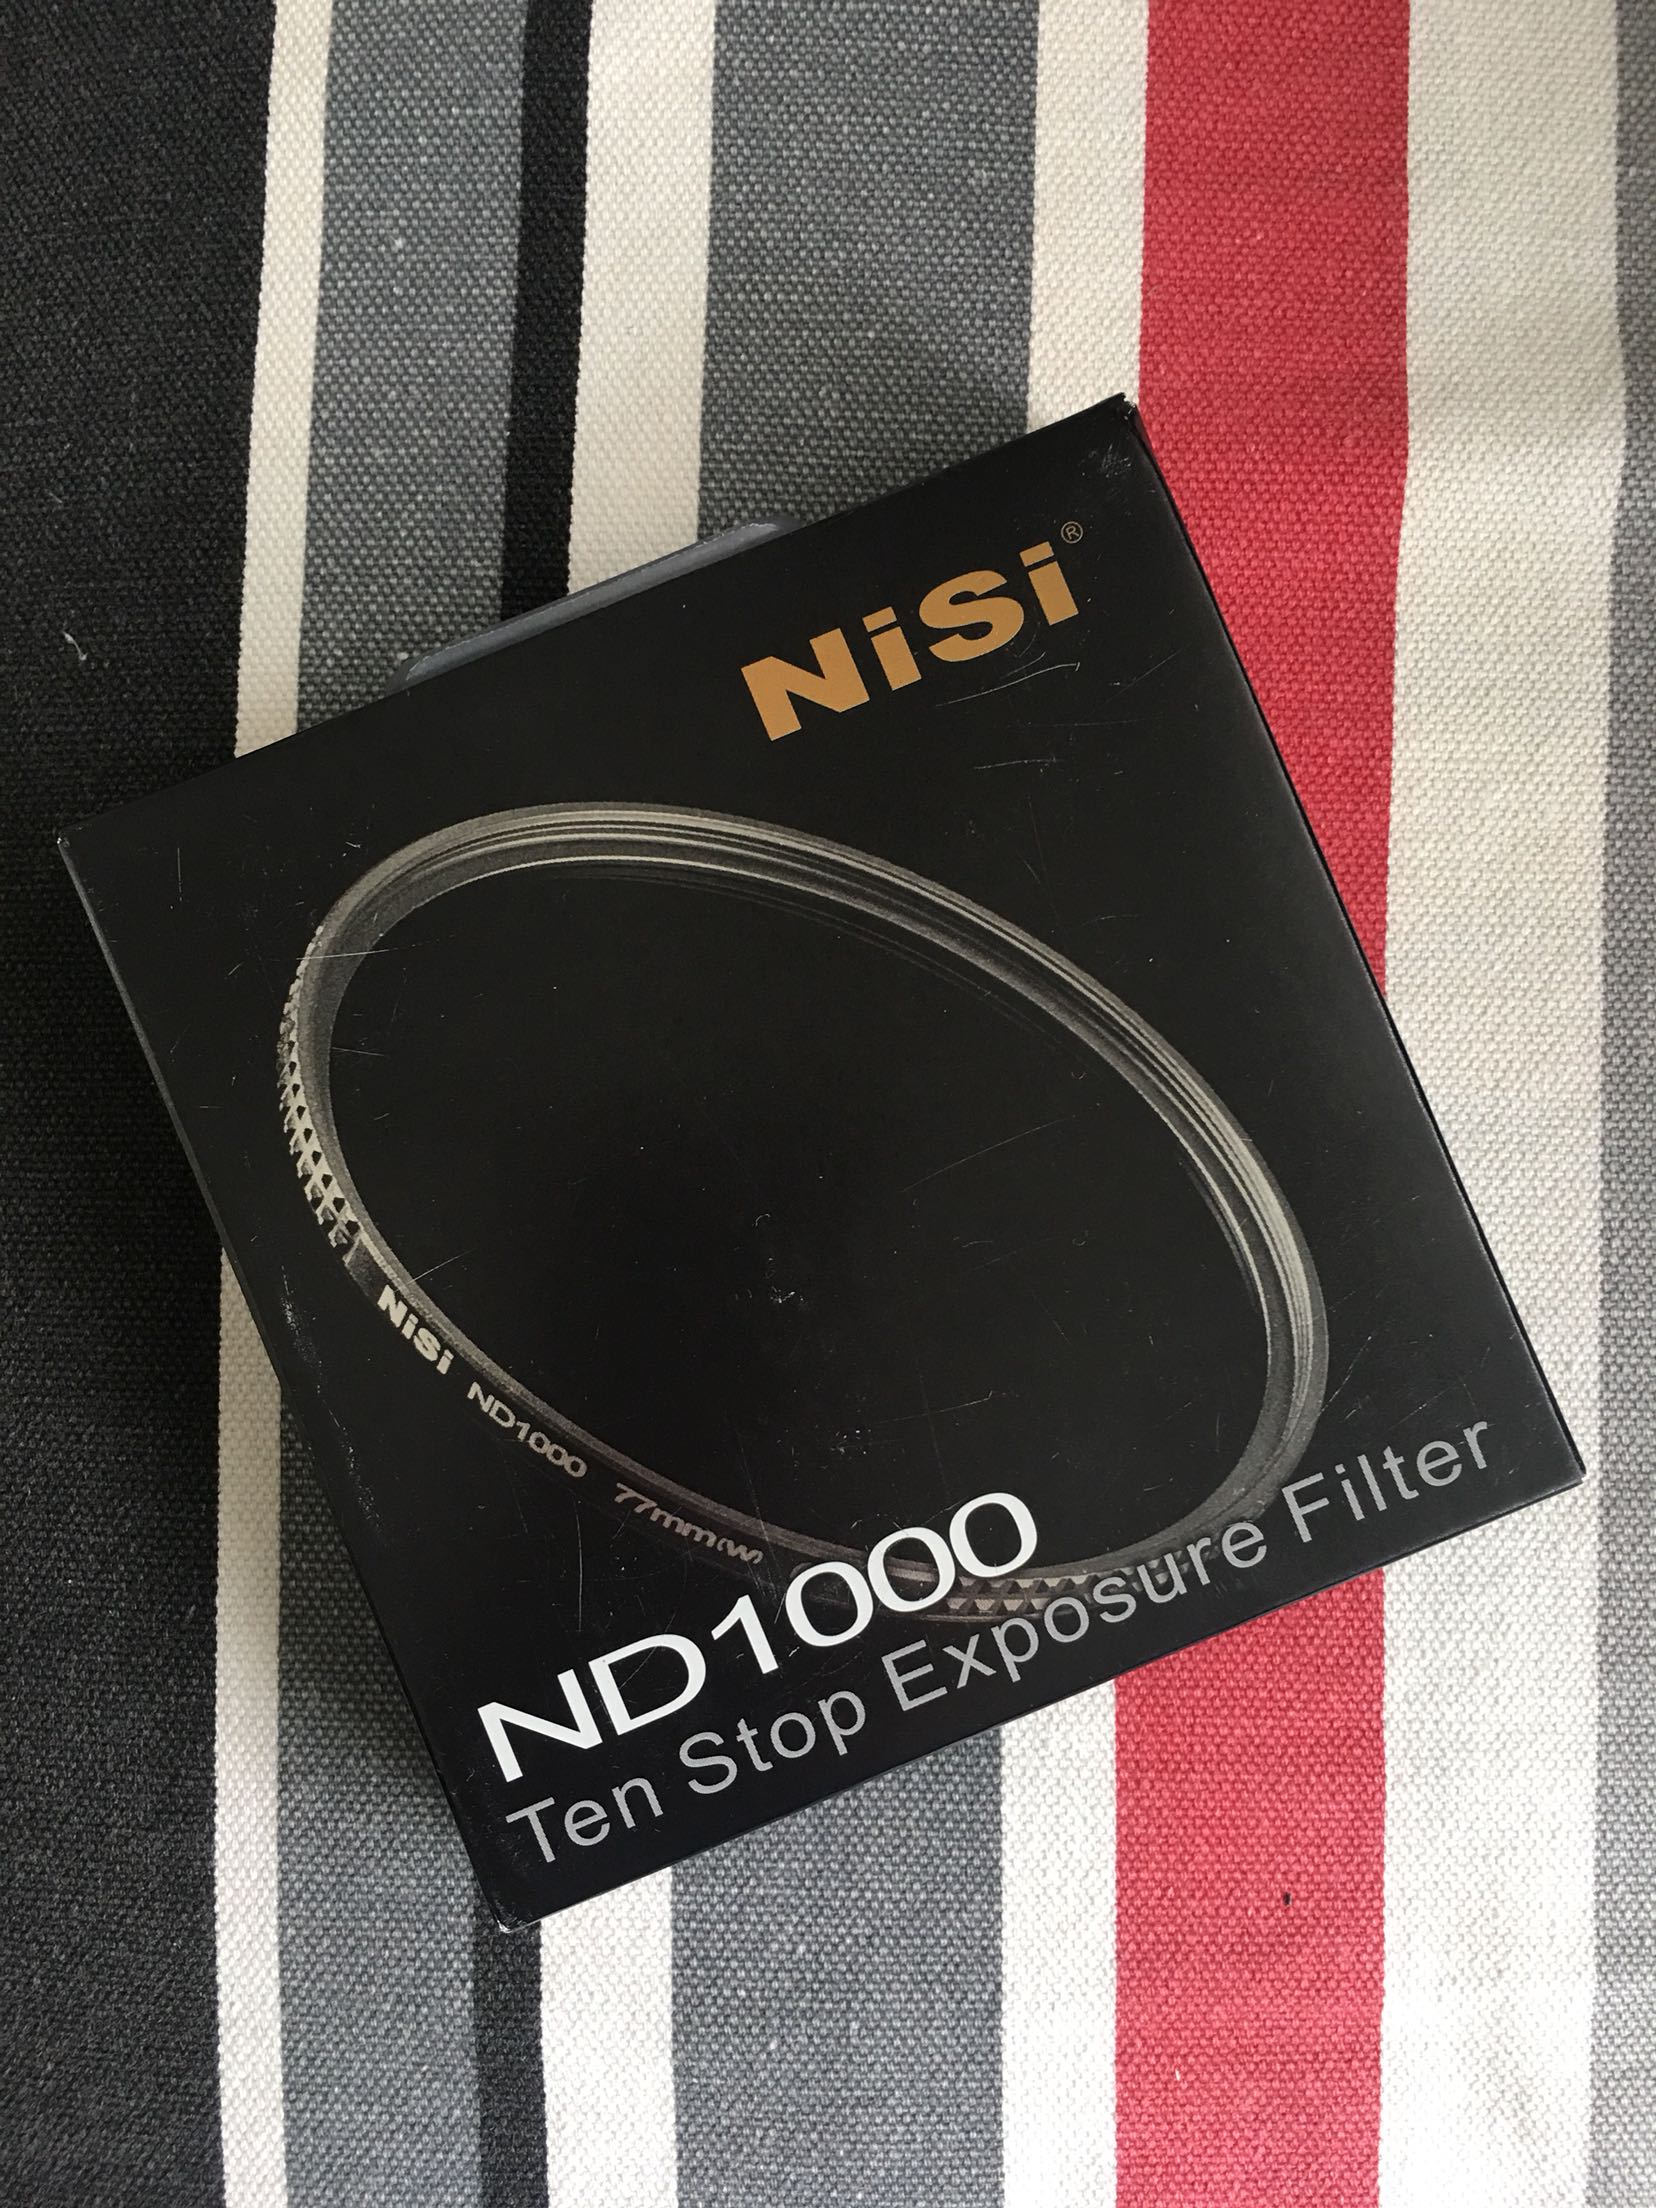 NiSi®
NiSi ND1000 77mm(W)
ND1000
Ten Stop Exposure Filter